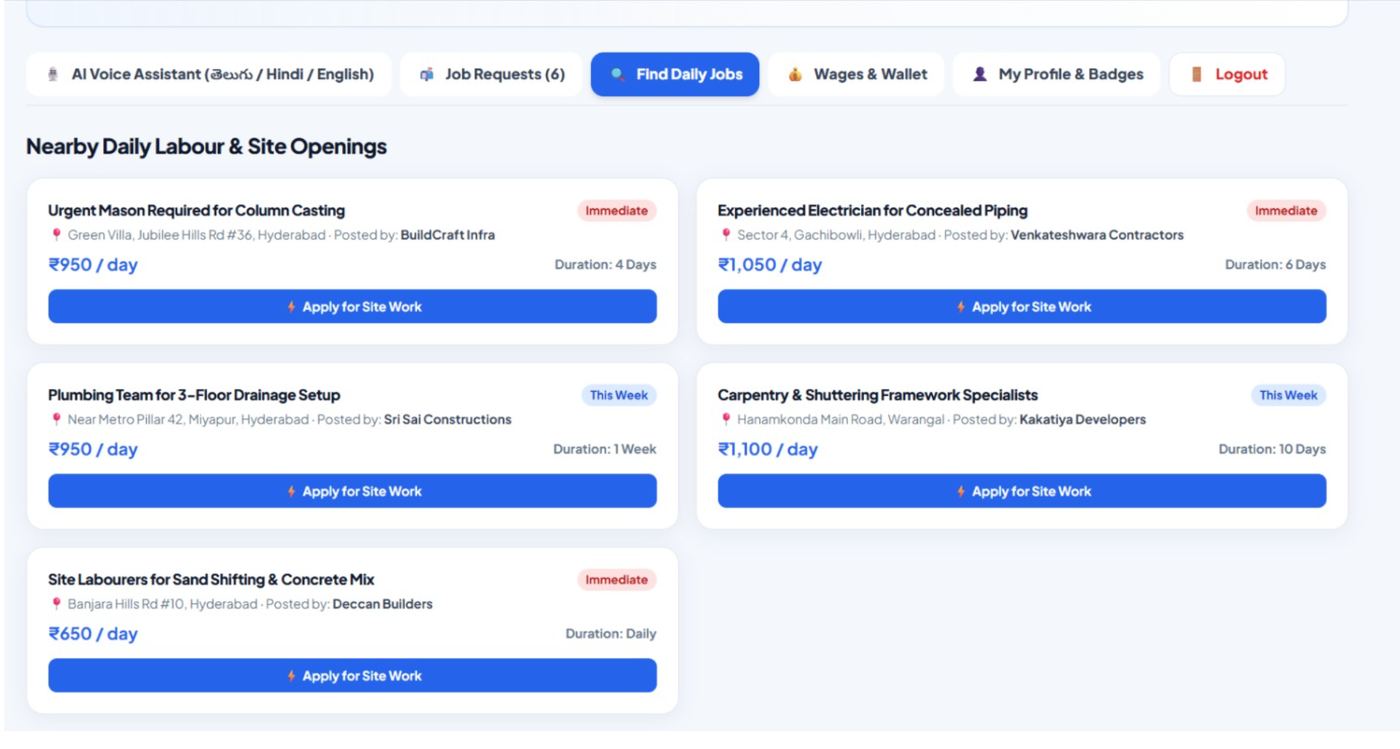 AI Voice Assistant (తెలుగు / Hindi / English)
Job Requests (6)
Find Daily Jobs
Wages & Wallet
My Profile & Badges
Logout
Nearby Daily Labour & Site Openings
Urgent Mason Required for Column Casting
Immediate
Green Villa, Jubilee Hills Rd #36, Hyderabad · Posted by: BuildCraft Infra
₹950 / day
Duration: 4 Days
Apply for Site Work
Experienced Electrician for Concealed Piping
Immediate
Sector 4, Gachibowli, Hyderabad · Posted by: Venkateshwara Contractors
₹1,050 / day
Duration: 6 Days
Apply for Site Work
Plumbing Team for 3-Floor Drainage Setup
This Week
Near Metro Pillar 42, Miyapur, Hyderabad · Posted by: Sri Sai Constructions
₹950 / day
Duration: 1 Week
Apply for Site Work
Carpentry & Shuttering Framework Specialists
This Week
Hanamkonda Main Road, Warangal · Posted by: Kakatiya Developers
₹1,100 / day
Duration: 10 Days
Apply for Site Work
Site Labourers for Sand Shifting & Concrete Mix
Immediate
Banjara Hills Rd #10, Hyderabad · Posted by: Deccan Builders
₹650 / day
Duration: Daily
Apply for Site Work